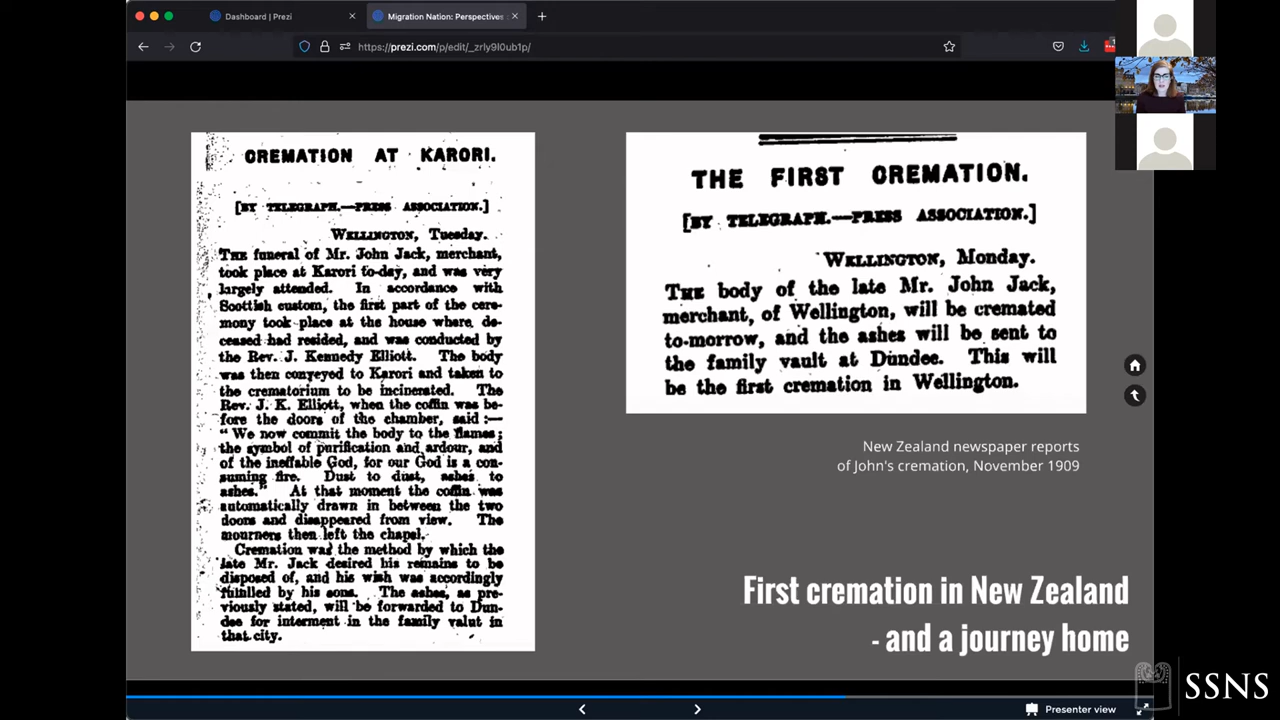 Dashboard | Prezi
Migration Nation: Perspectives
https://prezi.com/p/edit/_zrly9l0ub1p/
CREMATION AT KARORI.
[BY TELEGRAPH.—PRESS ASSOCIATION.]
WELLINGTON, Tuesday.
THE funeral of Mr. John Jack, merchant,
took place at Karori to-day, and was very
largely attended. In accordance with
Scottish custom, the first part of the cere-
mony took place at the house where de-
ceased had resided, and was conducted by
the Rev. J. Kennedy Elliott. The body
was then conveyed to Karori and taken to
the crematorium to be incinerated. The
Rev. J. K. Elliott, when the coffin was be-
fore the doors of the chamber, said:—
"We now commit the body to the flames;
the symbol of purification and ardour, and
of the ineffable God, for our God is a con-
suming fire. Dust to dust, ashes to
ashes." At that moment the coffin was
automatically drawn in between the two
doors and disappeared from view. The
mourners then left the chapel.
Cremation was the method by which the
late Mr. Jack desired his remains to be
disposed of, and his wish was accordingly
fulfilled by his sons. The ashes, as pre-
viously stated, will be forwarded to Dun-
dee for interment in the family valut in
that city.
THE FIRST CREMATION.
[BY TELEGRAPH.—PRESS ASSOCIATION.]
WELLINGTON, Monday.
THE body of the late Mr. John Jack,
merchant, of Wellington, will be cremated
to-morrow, and the ashes will be sent to
the family vault at Dundee. This will
be the first cremation in Wellington.
New Zealand newspaper reports
of John's cremation, November 1909
First cremation in New Zealand
- and a journey home
SSNS
Presenter view